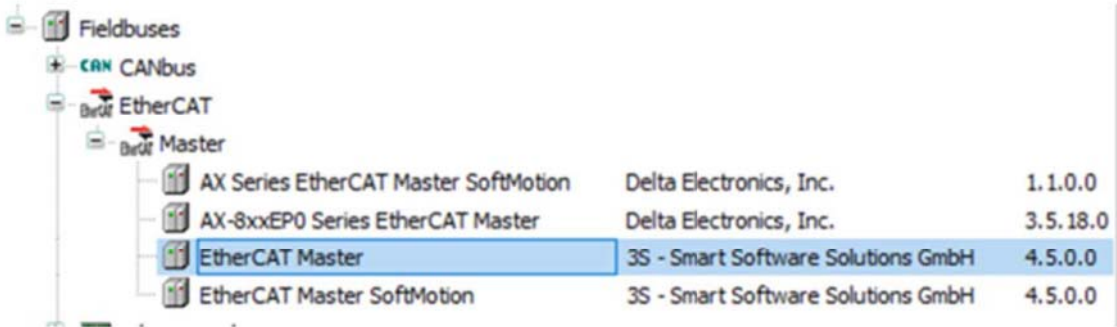 Fieldbuses
CAN CANbus
EtherCAT
Master
AX Series EtherCAT Master SoftMotion Delta Electronics, Inc. 1.1.0.0
AX-8xxEP0 Series EtherCAT Master Delta Electronics, Inc. 3.5.18.0
EtherCAT Master 3S - Smart Software Solutions GmbH 4.5.0.0
EtherCAT Master SoftMotion 3S - Smart Software Solutions GmbH 4.5.0.0